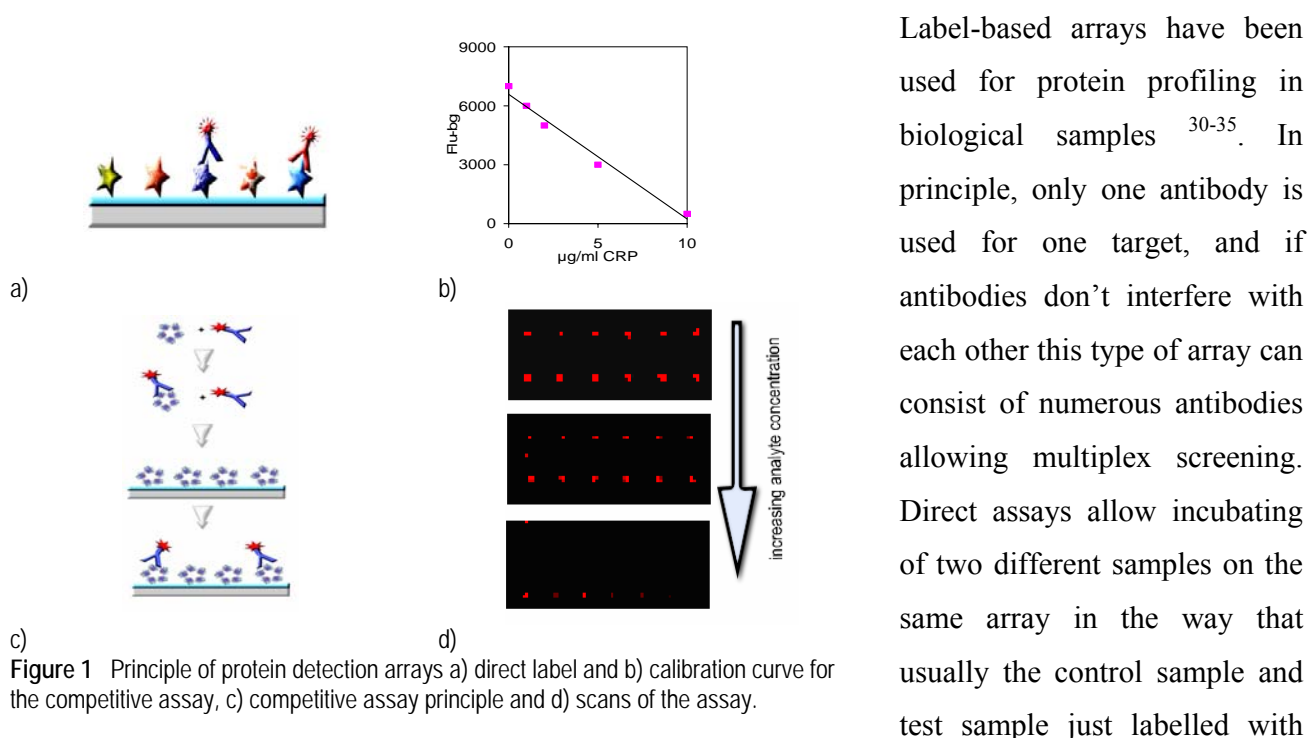 9000
6000
3000
0
Flu-bg
0 5 10
µg/ml CRP
a) b)
increasing analyte concentration
c) d)
Figure 1 Principle of protein detection arrays a) direct label and b) calibration curve for
the competitive assay, c) competitive assay principle and d) scans of the assay.
Label-based arrays have been
used for protein profiling in
biological samples 30-35. In
principle, only one antibody is
used for one target, and if
antibodies don’t interfere with
each other this type of array can
consist of numerous antibodies
allowing multiplex screening.
Direct assays allow incubating
of two different samples on the
same array in the way that
usually the control sample and
test sample just labelled with